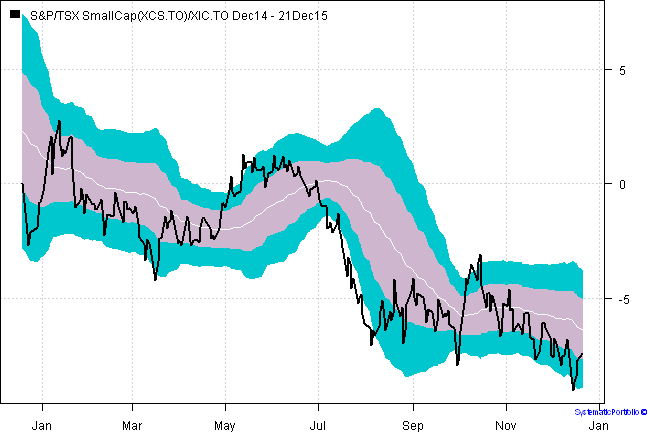 S&P/TSX SmallCap(XCS.TO)/XIC.TO Dec14 - 21Dec15
5
0
-5
SystematicPortfolio ©
Jan Mar May Jul Sep Nov Jan